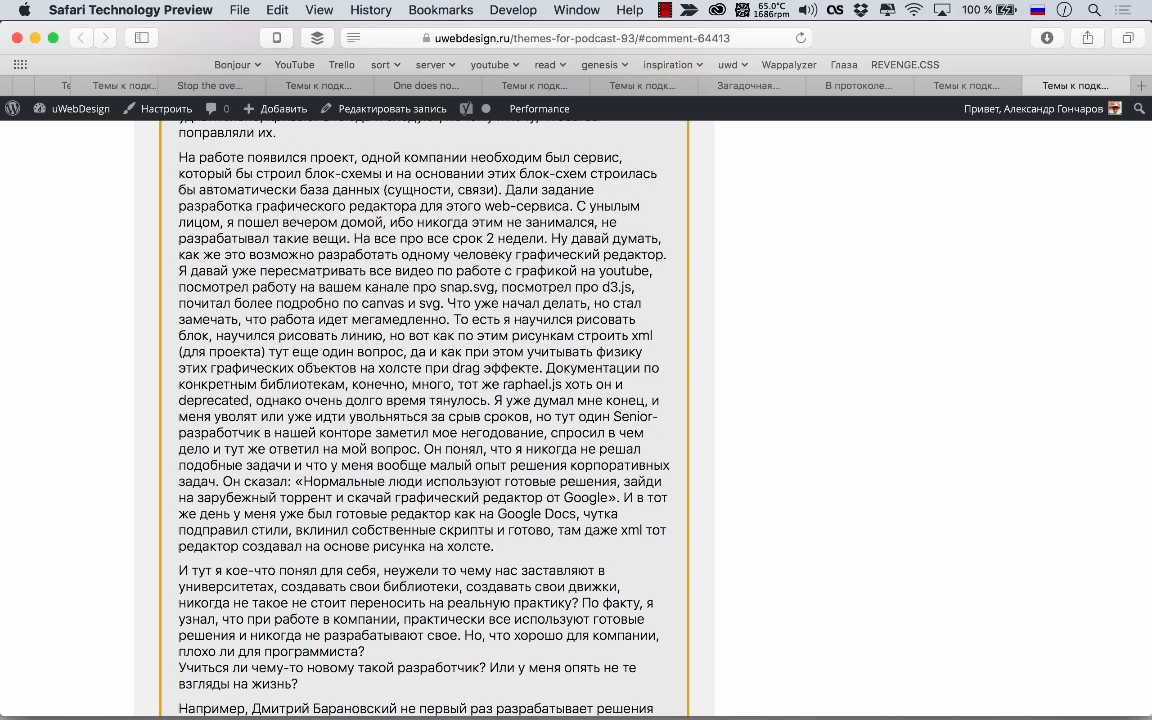 Safari Technology Preview File Edit View History Bookmarks Develop Window Help 65.0°C 1686rpm 100 %
uwebdesign.ru/themes-for-podcast-93/#comment-64413
Bonjour YouTube Trello sort server youtube read genesis inspiration uwd Wappalyzer Глаза REVENGE.CSS
Te Темы к подк... Stop the ove... Темы к подк... One does no... Темы к подк... Темы к подк... Загадочная... В протоколе... Темы к подк... Темы к подк...
uWebDesign Настроить 0 Добавить Редактировать запись Performance Привет, Александр Гончаров
поправляли их.
На работе появился проект, одной компании необходим был сервис,
который бы строил блок-схемы и на основании этих блок-схем строилась
бы автоматически база данных (сущности, связи). Дали задание
разработка графического редактора для этого web-сервиса. С унылым
лицом, я пошел вечером домой, ибо никогда этим не занимался, не
разрабатывал такие вещи. На все про все срок 2 недели. Ну давай думать,
как же это возможно разработать одному человеку графический редактор.
Я давай уже пересматривать все видео по работе с графикой на youtube,
посмотрел работу на вашем канале про snap.svg, посмотрел про d3.js,
почитал более подробно по canvas и svg. Что уже начал делать, но стал
замечать, что работа идет мегамедленно. То есть я научился рисовать
блок, научился рисовать линию, но вот как по этим рисункам строить xml
(для проекта) тут еще один вопрос, да и как при этом учитывать физику
этих графических объектов на холсте при drag эффекте. Документации по
конкретным библиотекам, конечно, много, тот же raphael.js хоть он и
deprecated, однако очень долго время тянулось. Я уже думал мне конец, и
меня уволят или уже идти увольняться за срыв сроков, но тут один Senior-
разработчик в нашей конторе заметил мое негодование, спросил в чем
дело и тут же ответил на мой вопрос. Он понял, что я никогда не решал
подобные задачи и что у меня вообще малый опыт решения корпоративных
задач. Он сказал: «Нормальные люди используют готовые решения, зайди
на зарубежный торрент и скачай графический редактор от Google». И в тот
же день у меня уже был готовые редактор как на Google Docs, чутка
подправил стили, вклинил собственные скрипты и готово, там даже xml тот
редактор создавал на основе рисунка на холсте.
И тут я кое-что понял для себя, неужели то чему нас заставляют в
университетах, создавать свои библиотеки, создавать свои движки,
никогда не такое не стоит переносить на реальную практику? По факту, я
узнал, что при работе в компании, практически все используют готовые
решения и никогда не разрабатывают свое. Но, что хорошо для компании,
плохо ли для программиста?
Учиться ли чему-то новому такой разработчик? Или у меня опять не те
взгляды на жизнь?
Например, Дмитрий Барановский не первый раз разрабатывает решения